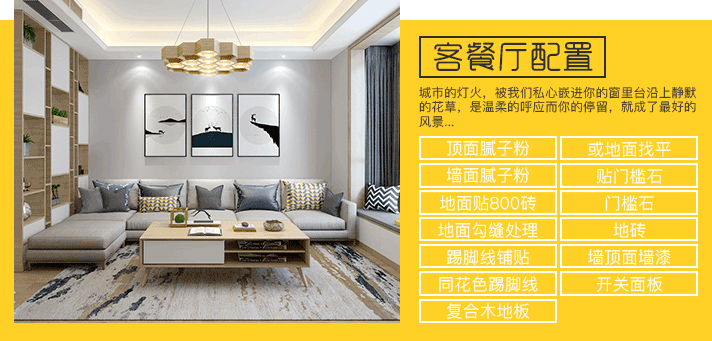 客餐厅配置
城市的灯火，被我们私心嵌进你的窗里台沿上静默
的花草，是温柔的呼应而你的停留，就成了最好的
风景...
顶面腻子粉
或地面找平
墙面腻子粉
贴门槛石
地面贴800砖
门槛石
地面勾缝处理
地砖
踢脚线铺贴
墙顶面墙漆
同花色踢脚线
开关面板
复合木地板